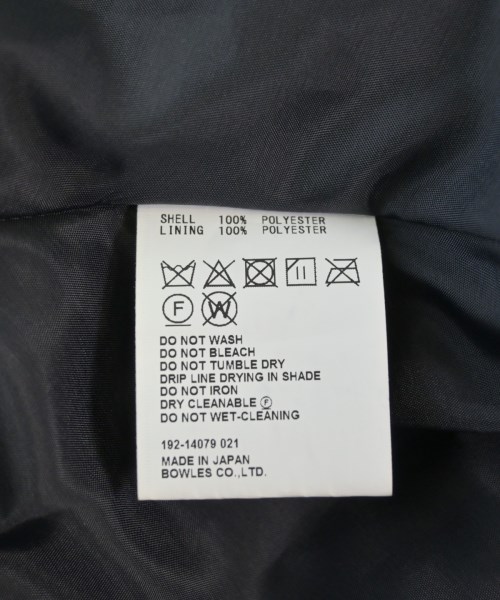 SHELL 100% POLYESTER
LINING 100% POLYESTER
F W
DO NOT WASH
DO NOT BLEACH
DO NOT TUMBLE DRY
DRIP LINE DRYING IN SHADE
DO NOT IRON
DRY CLEANABLE Ⓕ
DO NOT WET-CLEANING
192-14079 021
MADE IN JAPAN
BOWLES CO.,LTD.